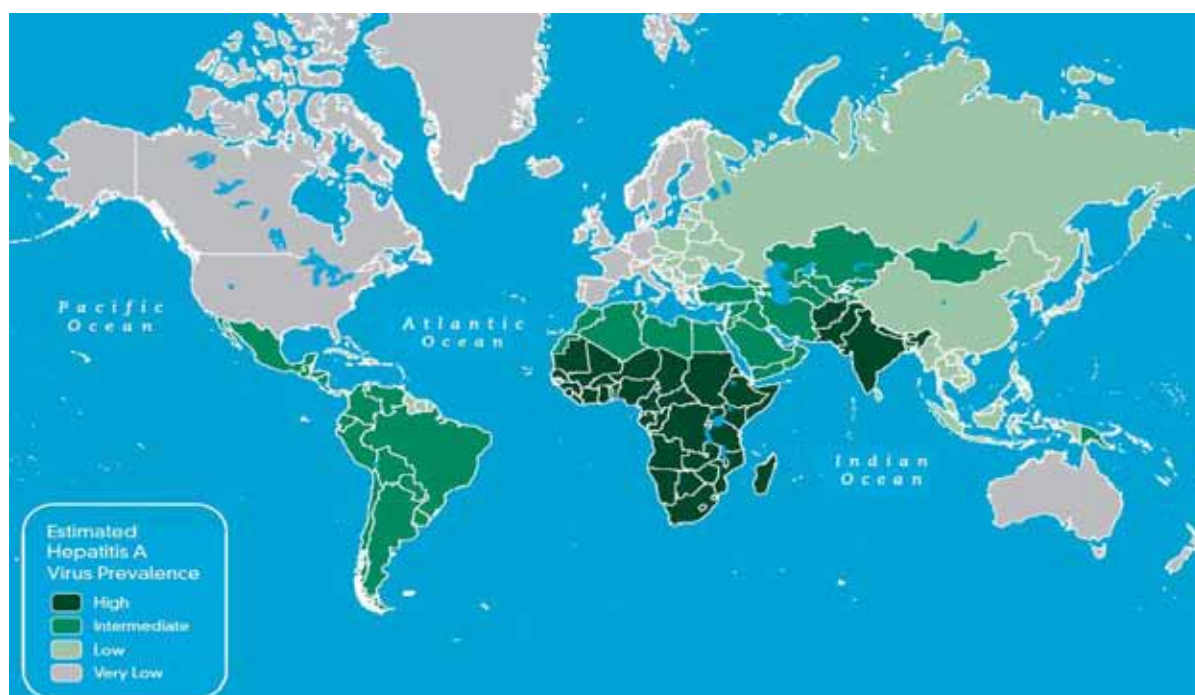 Pacific
Ocean
Atlantic
Ocean
Indian
Ocean
Estimated
Hepatitis A
Virus Prevalence
High
Intermediate
Low
Very Low